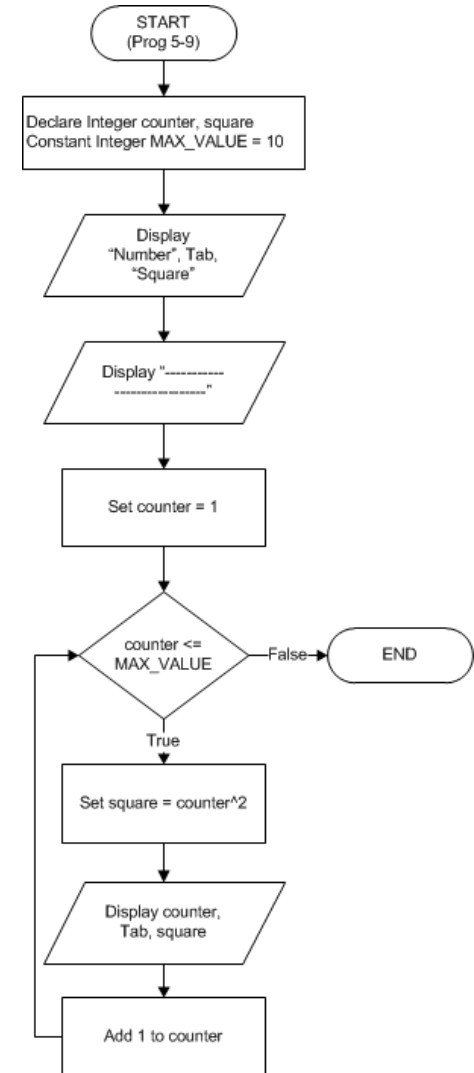 START
(Prog 5-9)
Declare Integer counter, square
Constant Integer MAX_VALUE = 10
Display
“Number”, Tab,
“Square”
Display “-----------
-----------------”
Set counter = 1
counter <=
MAX_VALUE
False
END
True
Set square = counter^2
Display counter,
Tab, square
Add 1 to counter